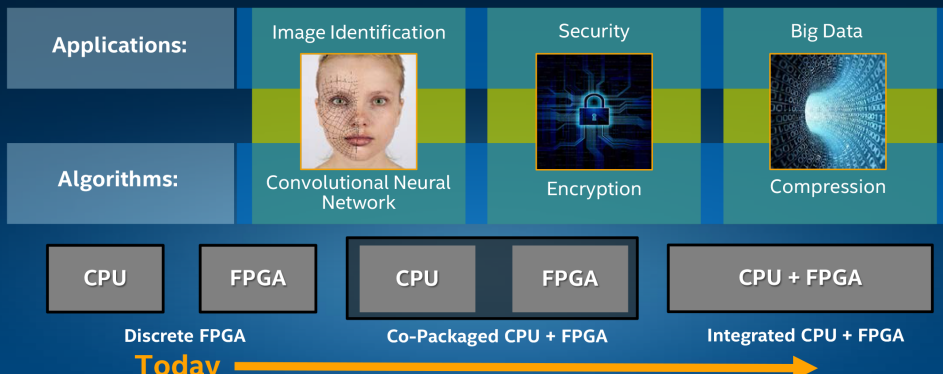 Applications:
Image Identification
Security
Big Data
Algorithms:
Convolutional Neural
Network
Encryption
Compression
CPU
FPGA
CPU
FPGA
CPU + FPGA
Discrete FPGA
Co-Packaged CPU + FPGA
Integrated CPU + FPGA
Today